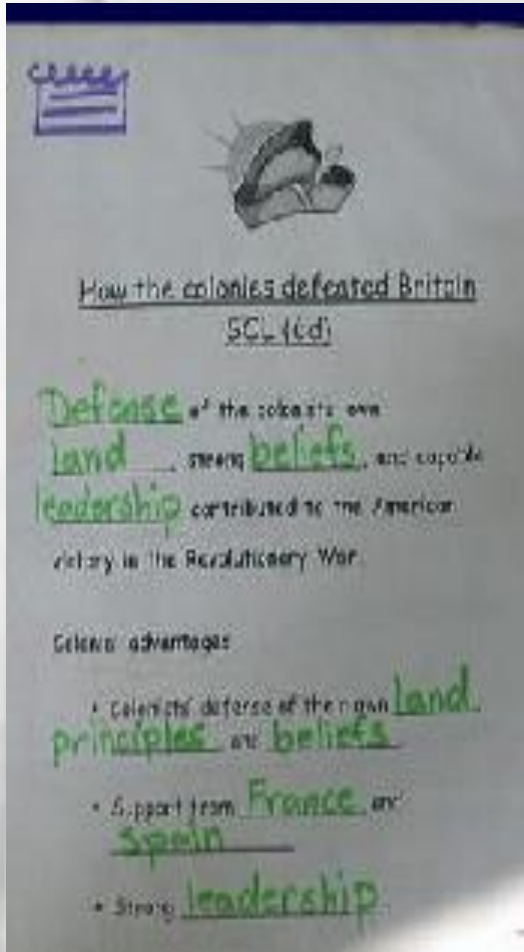 How the colonies defeated Britain
Defense of the colonists own
land, strong beliefs, and capable
leadership contributed to the American
victory in the Revolutionary War.
Colonial advantages
• Colonists' defense of their own land
principles and beliefs
• Support from France and
Spain
• Strong leadership